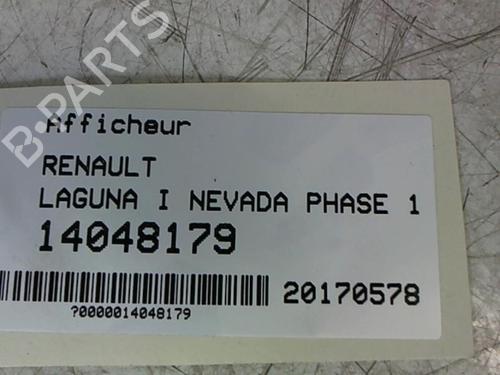 B-PARTS
Afficheur
RENAULT
LAGUNA I NEVADA PHASE 1
14048179
20170578
?0000014048179